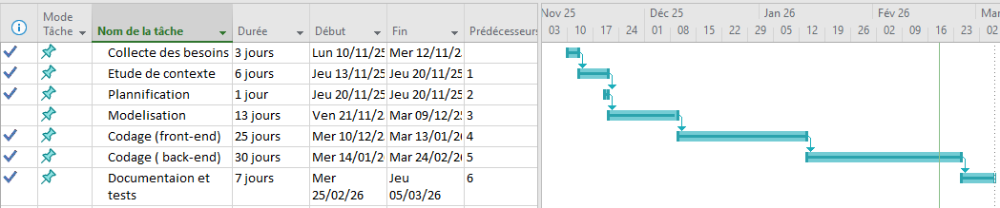 Mode Tâche Nom de la tâche Durée Début Fin Prédécesseurs
Collecte des besoins 3 jours Lun 10/11/25 Mer 12/11/2
Etude de contexte 6 jours Jeu 13/11/25 Jeu 20/11/25 1
Plannification 1 jour Jeu 20/11/25 Jeu 20/11/25 2
Modelisation 13 jours Ven 21/11/2 Mar 09/12/25 3
Codage (front-end) 25 jours Mer 10/12/2 Mar 13/01/26 4
Codage ( back-end) 30 jours Mer 14/01/2 Mar 24/02/26 5
Documentaion et tests 7 jours Mer 25/02/26 Jeu 05/03/26 6
Nov 25 Déc 25 Jan 26 Fév 26 Mar
03 10 17 24 01 08 15 22 29 05 12 19 26 02 09 16 23 02